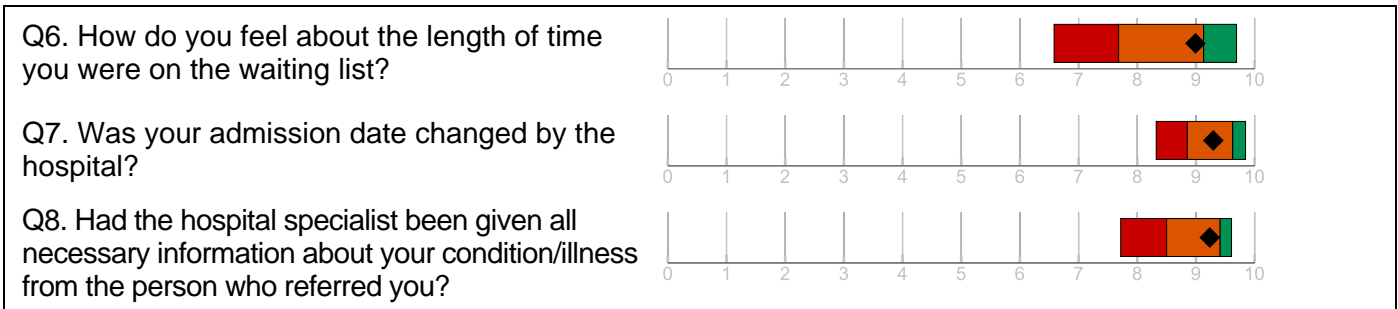 Q6. How do you feel about the length of time
you were on the waiting list?
0 1 2 3 4 5 6 7 8 9 10
Q7. Was your admission date changed by the
hospital?
0 1 2 3 4 5 6 7 8 9 10
Q8. Had the hospital specialist been given all
necessary information about your condition/illness
from the person who referred you?
0 1 2 3 4 5 6 7 8 9 10